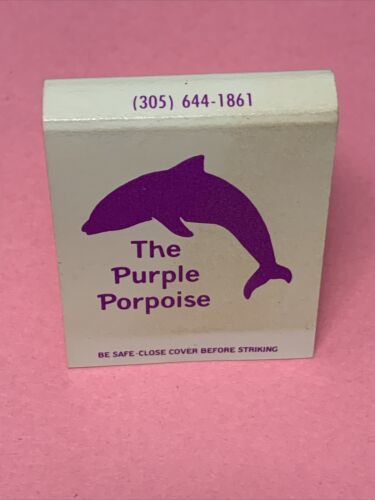 (305) 644-1861
The
Purple
Porpoise
BE SAFE-CLOSE COVER BEFORE STRIKING